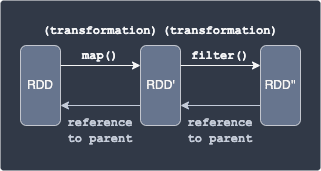 (transformation) (transformation)
map() filter()
RDD RDD' RDD"
reference reference
to parent to parent